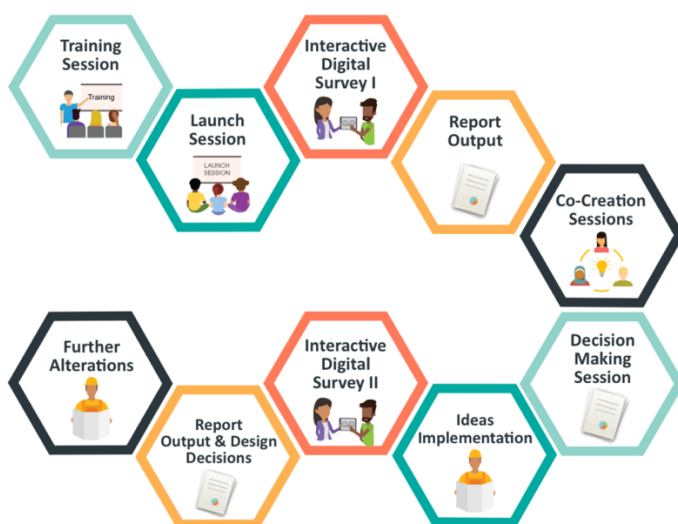 Training
Session
Training
Launch
Session
LAUNCH
SESSION
Interactive
Digital
Survey I
Report
Output
Co-Creation
Sessions
Decision
Making
Session
Ideas
Implementation
Interactive
Digital
Survey II
Report
Output & Design
Decisions
Further
Alterations